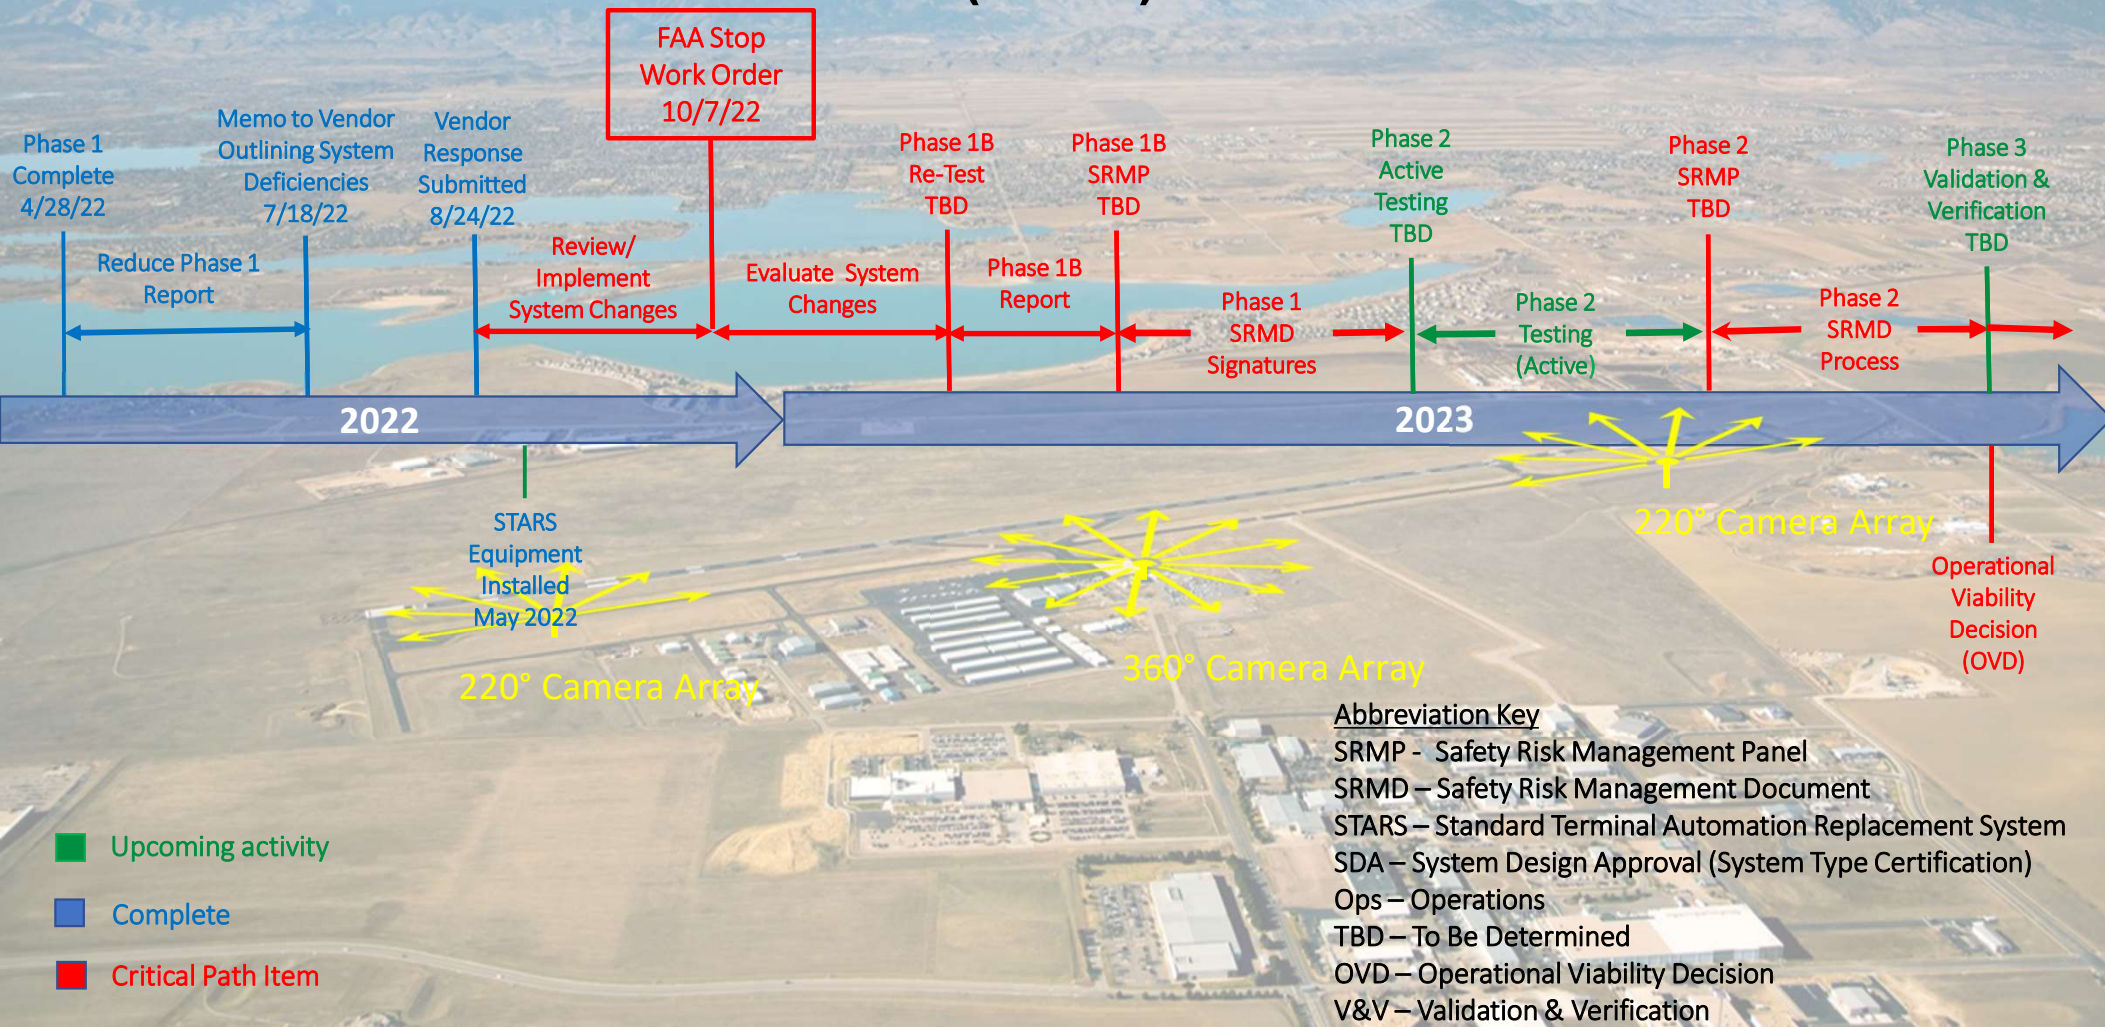 FAA Stop
Work Order
10/7/22
Phase 1
Complete
4/28/22
Memo to Vendor
Outlining System
Deficiencies
7/18/22
Vendor
Response
Submitted
8/24/22
Phase 1B
Re-Test
TBD
Phase 1B
SRMP
TBD
Phase 2
Active
Testing
TBD
Phase 2
SRMP
TBD
Phase 3
Validation &
Verification
TBD
Reduce Phase 1
Report
Review/
Implement
System Changes
Evaluate System
Changes
Phase 1B
Report
Phase 1
SRMD
Signatures
Phase 2
Testing
(Active)
Phase 2
SRMD
Process
2022
2023
STARS
Equipment
Installed
May 2022
220° Camera Array
360° Camera Array
220° Camera Array
Operational
Viability
Decision
(OVD)
Upcoming activity
Complete
Critical Path Item
Abbreviation Key
SRMP - Safety Risk Management Panel
SRMD – Safety Risk Management Document
STARS – Standard Terminal Automation Replacement System
SDA – System Design Approval (System Type Certification)
Ops – Operations
TBD – To Be Determined
OVD – Operational Viability Decision
V&V – Validation & Verification